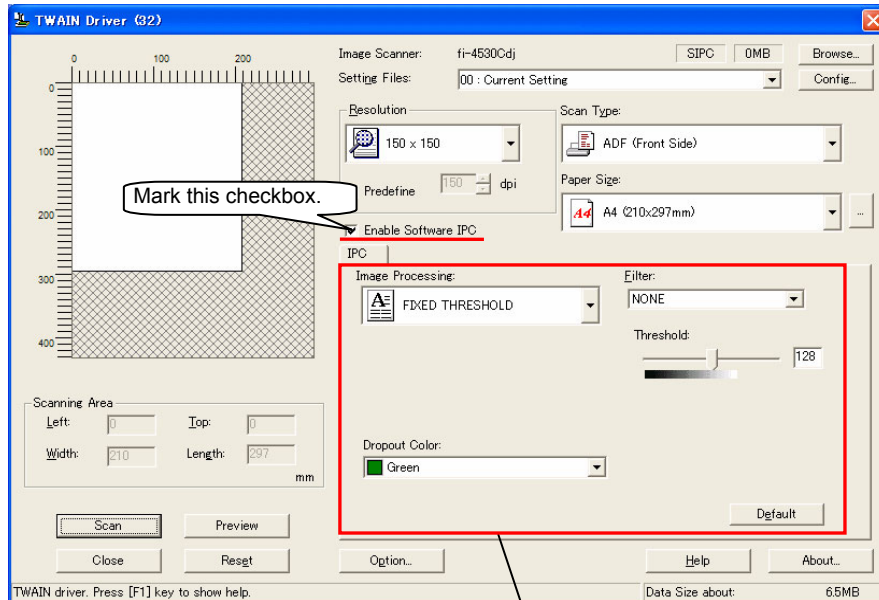 TWAIN Driver (32)
Image Scanner: fi-4530Cdj SIPC 0MB Browse...
Setting Files: 00 : Current Setting Config...
0 100 200
0
100
200
300
400
Resolution
150 x 150
Predefine 150 dpi
Scan Type:
ADF (Front Side)
Paper Size:
A4 A4 (210x297mm) ...
Mark this checkbox.
Enable Software IPC
IPC
Image Processing:
FIXED THRESHOLD
Filter:
NONE
Threshold:
128
Dropout Color:
Green
Default
Scanning Area
Left: 0 Top: 0
Width: 210 Length: 297
mm
Scan Preview
Close Reset Option... Help About...
TWAIN driver. Press [F1] key to show help. Data Size about: 6.5MB